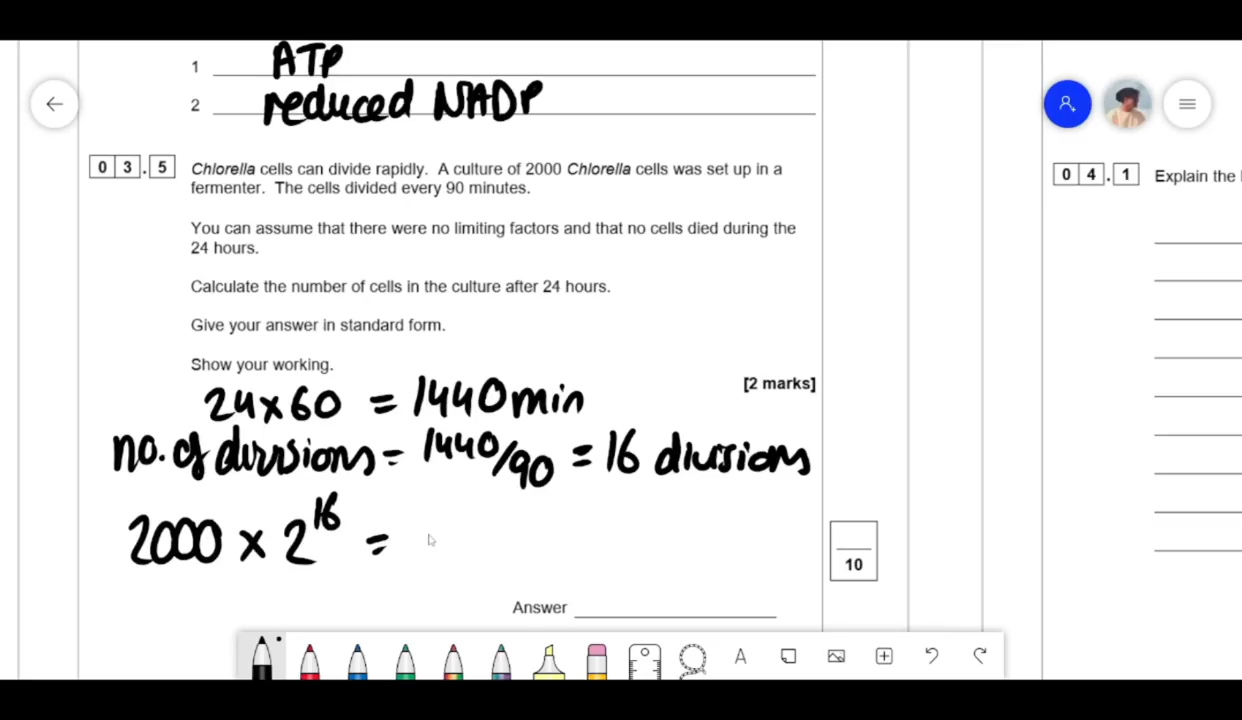 1 ATP
2 reduced NADP
0 3 . 5 Chlorella cells can divide rapidly. A culture of 2000 Chlorella cells was set up in a
fermenter. The cells divided every 90 minutes.
You can assume that there were no limiting factors and that no cells died during the
24 hours.
Calculate the number of cells in the culture after 24 hours.
Give your answer in standard form.
Show your working.
[2 marks]
24 x 60 = 1440 min
no. of divisions = 1440/90 = 16 divisions
2000 x 2^16 =
10
Answer
0 4 . 1 Explain the
A